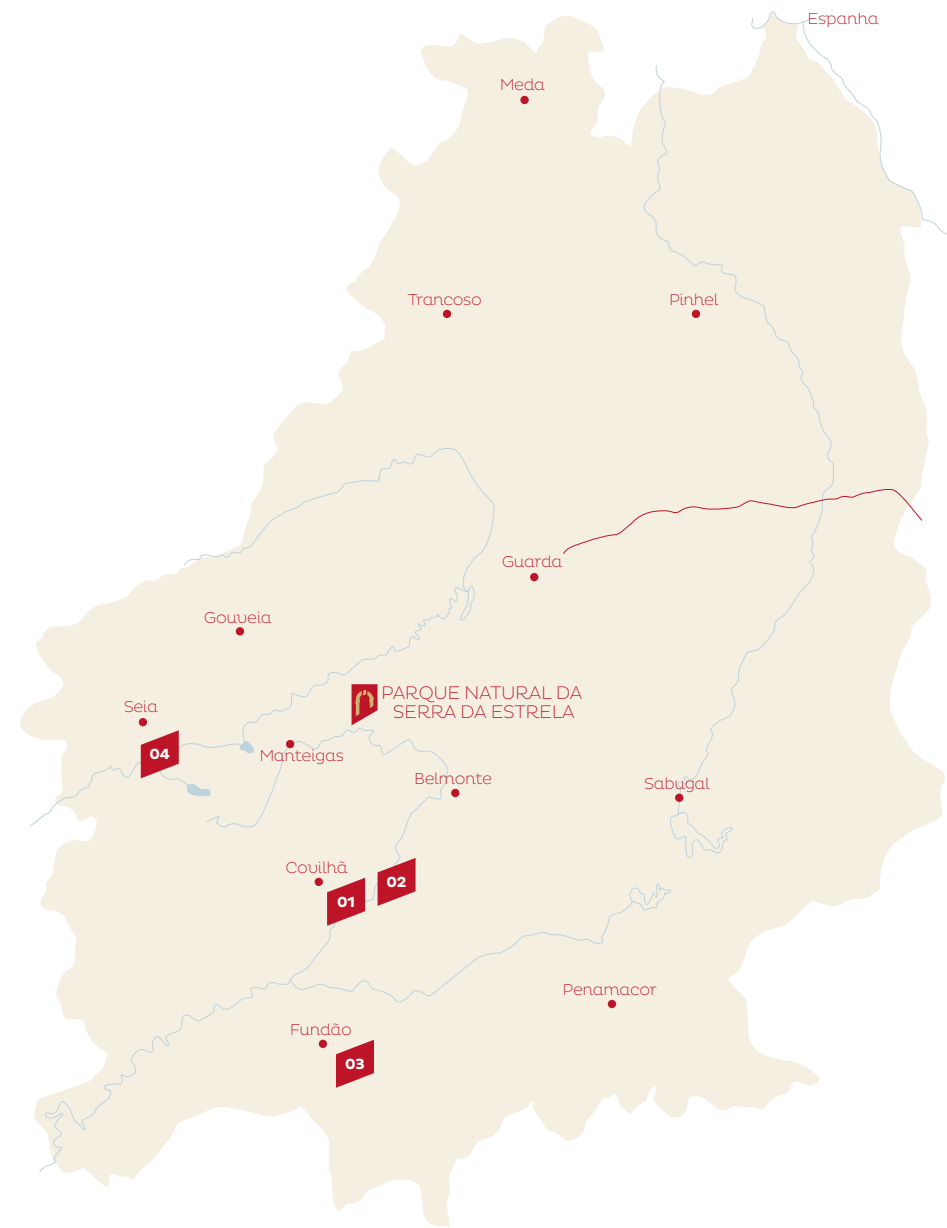 Espanha
Meda
Trancoso
Pinhel
Guarda
Gouveia
PARQUE NATURAL DA
SERRA DA ESTRELA
Seia
04
Manteigas
Belmonte
Sabugal
Covilhã
01
02
Penamacor
Fundão
03